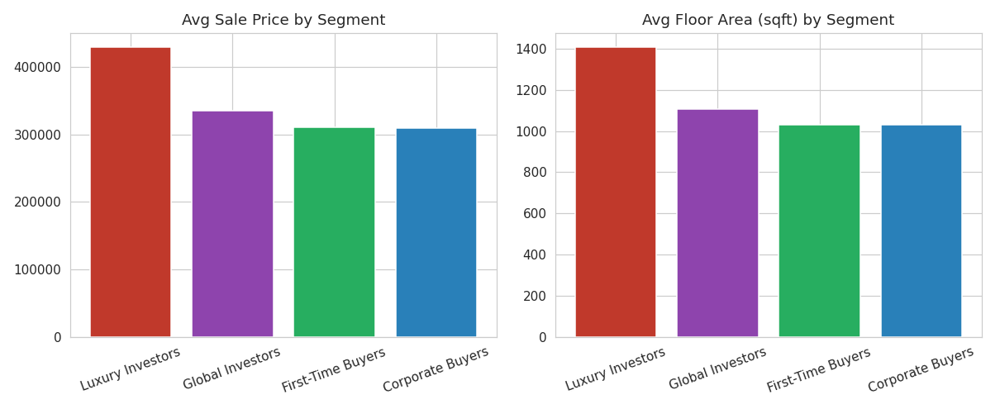 Avg Sale Price by Segment
400000
300000
200000
100000
0
Luxury Investors
Global Investors
First-Time Buyers
Corporate Buyers
Avg Floor Area (sqft) by Segment
1400
1200
1000
800
600
400
200
0
Luxury Investors
Global Investors
First-Time Buyers
Corporate Buyers